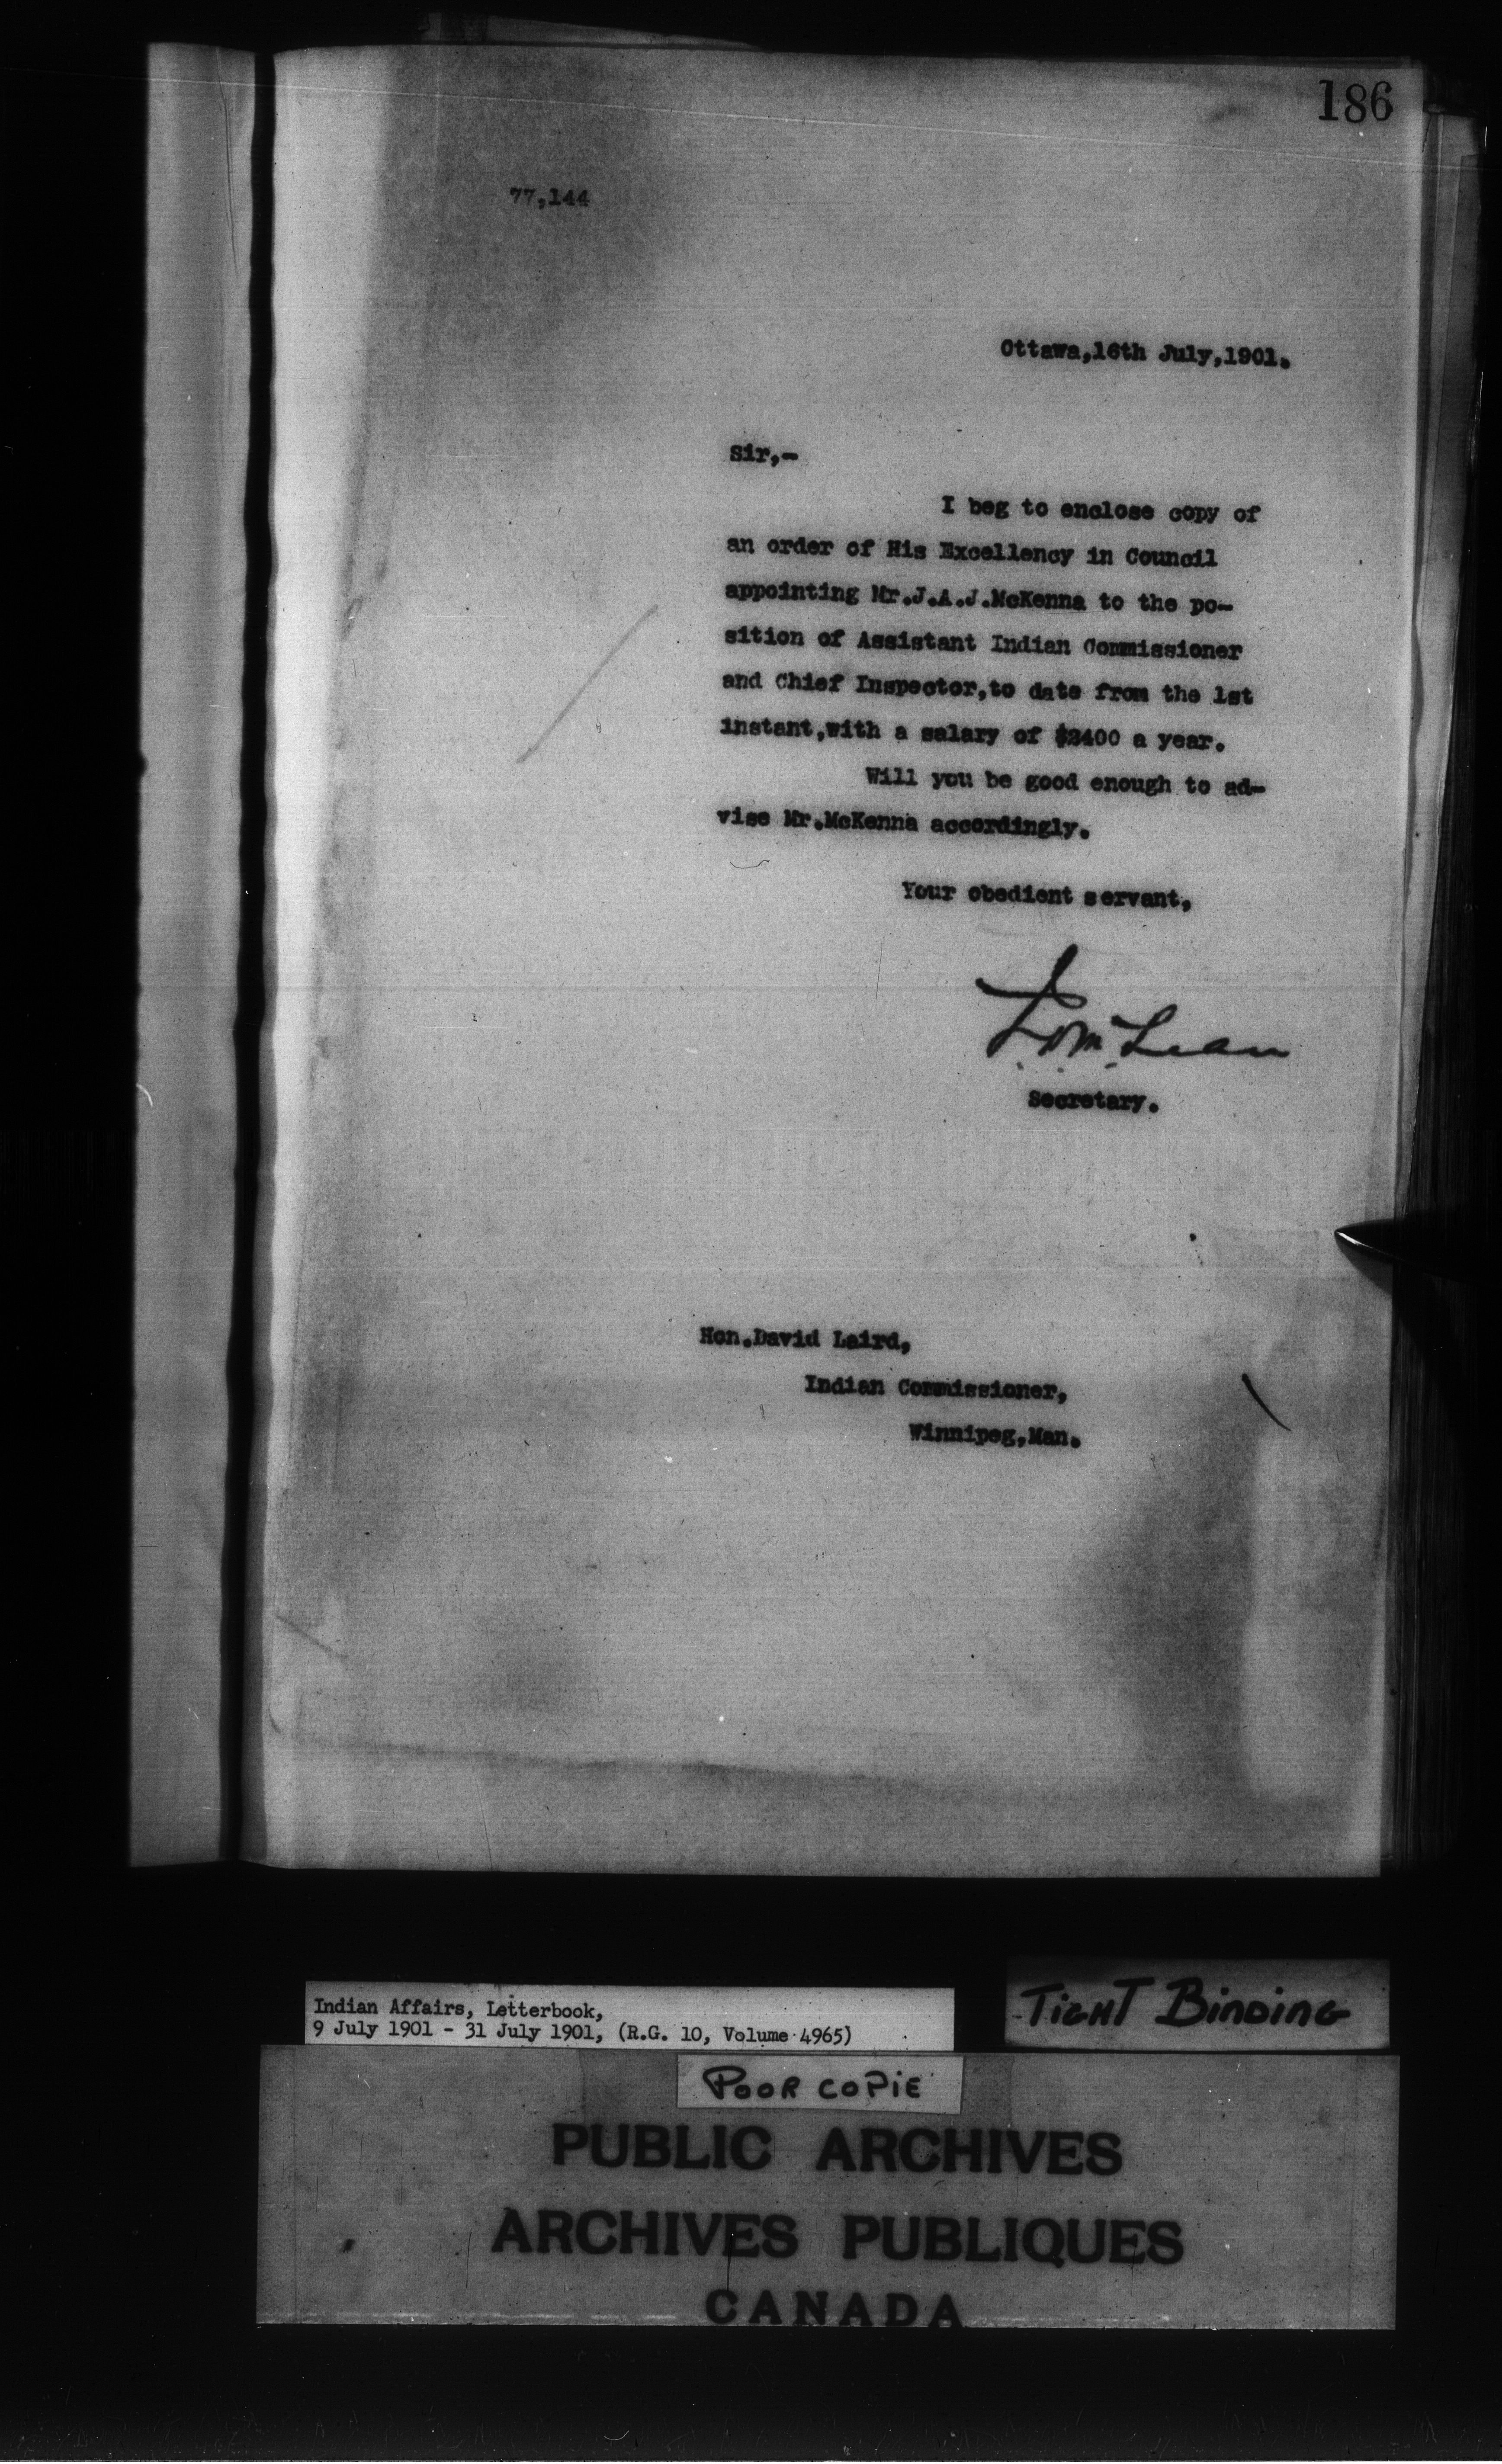 186
77,144
Ottawa,16th July,1901.
Sir,-
I beg to enclose copy of
an order of His Excellency in Council
appointing Mr.J.A.J.McKenna to the po-
sition of Assistant Indian Commissioner
and Chief Inspector,to date from the 1st
instant,with a salary of $2400 a year.
Will you be good enough to ad-
vise Mr.McKenna accordingly.
Your obedient servant,
McLean
Secretary.
Hon.David Laird,
Indian Commissioner,
Winnipeg,Man.
Indian Affairs, Letterbook,
9 July 1901 - 31 July 1901, (R.G. 10, Volume 4965)
TIGHT BINDING
POOR COPIE
PUBLIC ARCHIVES
ARCHIVES PUBLIQUES
CANADA